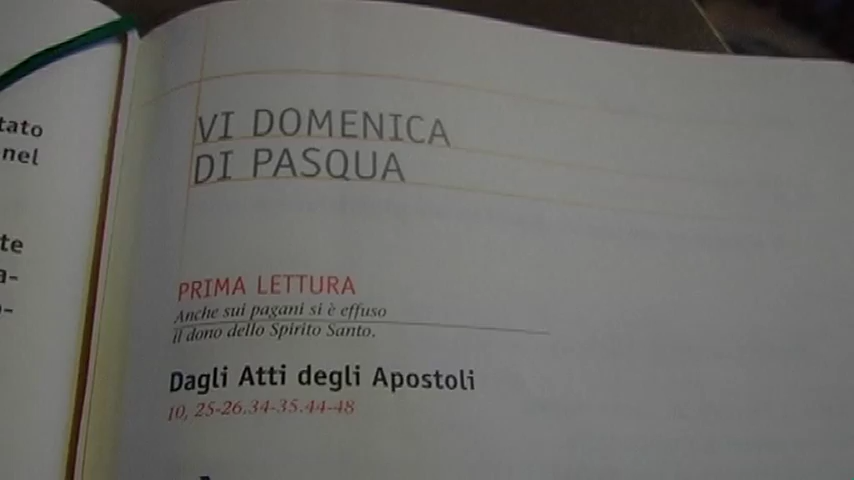 tato
nel
te
a-
VI DOMENICA
DI PASQUA
PRIMA LETTURA
Anche sui pagani si è effuso
il dono dello Spirito Santo.
Dagli Atti degli Apostoli
10, 25-26.34-35.44-48